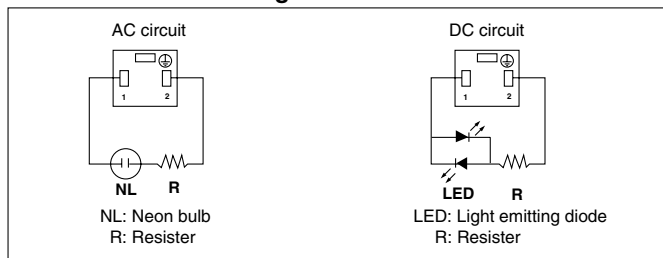 AC circuit
1 2
NL R
NL: Neon bulb
R: Resister
DC circuit
1 2
LED R
LED: Light emitting diode
R: Resister